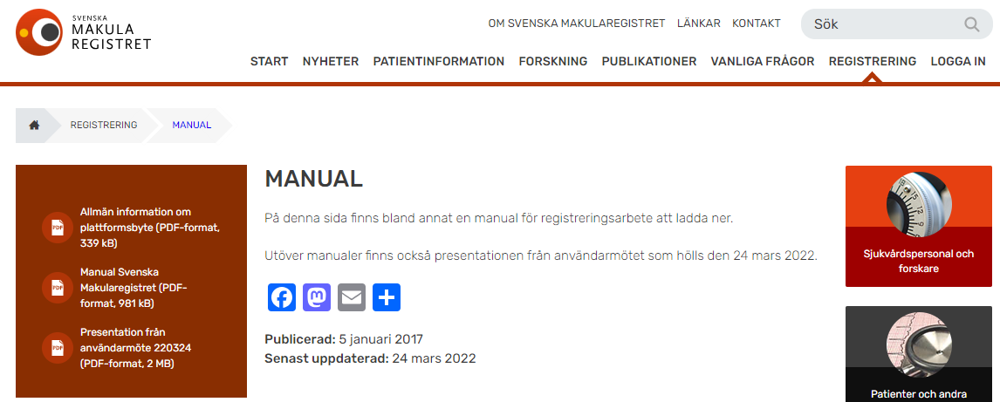 SVENSKA
MAKULA
REGISTRET
OM SVENSKA MAKULAREGISTRET LÄNKAR KONTAKT
Sök
START NYHETER PATIENTINFORMATION FORSKNING PUBLIKATIONER VANLIGA FRÅGOR REGISTRERING LOGGA IN
REGISTRERING MANUAL
PDF
Allmän information om
plattformsbyte (PDF-format,
339 kB)
PDF
Manual Svenska
Makularegistret (PDF-
format, 981 kB)
PDF
Presentation från
användarmöte 220324
(PDF-format, 2 MB)
MANUAL
På denna sida finns bland annat en manual för registreringsarbete att ladda ner.
Utöver manualer finns också presentationen från användarmötet som hölls den 24 mars 2022.
Publicerad: 5 januari 2017
Senast uppdaterad: 24 mars 2022
Sjukvårdspersonal och
forskare
Patienter och andra